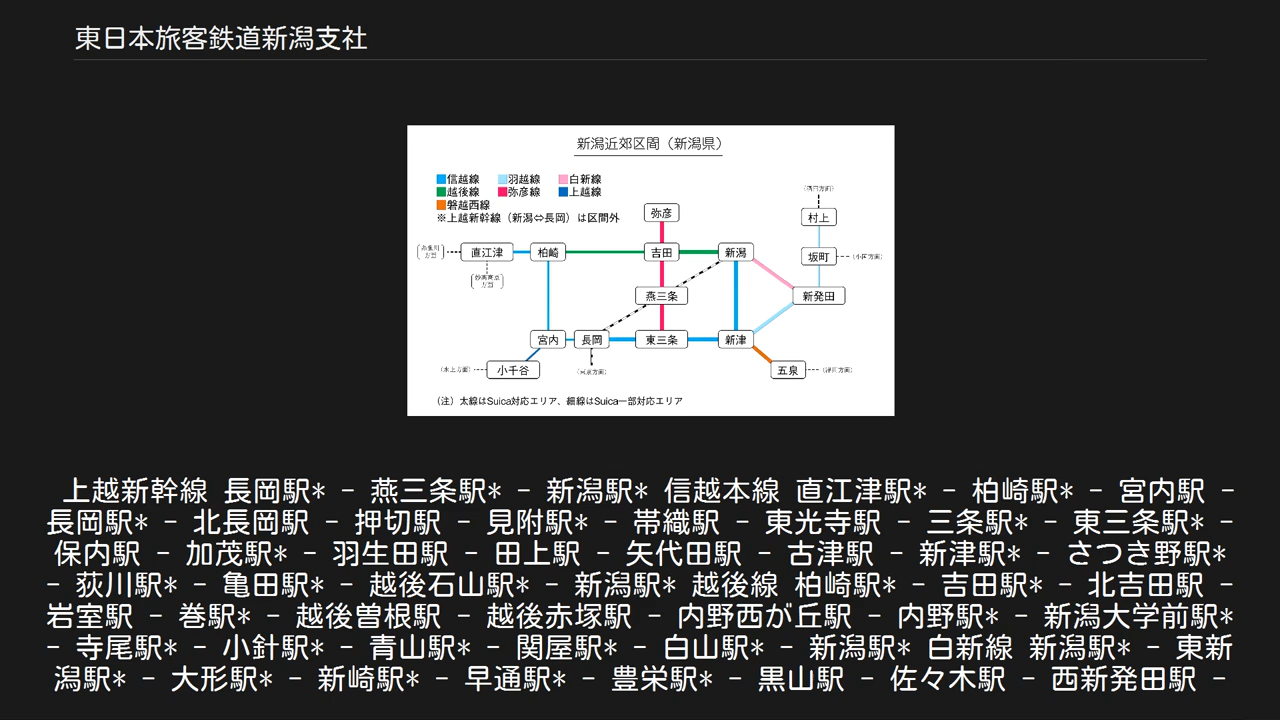 東日本旅客鉄道新潟支社
新潟近郊区間（新潟県）
信越線 羽越線 白新線
越後線 弥彦線 上越線
磐越西線
※上越新幹線（新潟⇔長岡）は区間外
弥彦
村上
直江津 柏崎 吉田 新潟 坂町
燕三条 新発田
宮内 長岡 東三条 新津
小千谷 五泉
（注）太線はSuica対応エリア、細線はSuica一部対応エリア
上越新幹線 長岡駅* - 燕三条駅* - 新潟駅* 信越本線 直江津駅* - 柏崎駅* - 宮内駅 -
長岡駅* - 北長岡駅 - 押切駅 - 見附駅* - 帯織駅 - 東光寺駅 - 三条駅* - 東三条駅* -
保内駅 - 加茂駅* - 羽生田駅 - 田上駅 - 矢代田駅 - 古津駅 - 新津駅* - さつき野駅*
- 荻川駅* - 亀田駅* - 越後石山駅* - 新潟駅* 越後線 柏崎駅* - 吉田駅* - 北吉田駅 -
岩室駅 - 巻駅* - 越後曽根駅 - 越後赤塚駅 - 内野西が丘駅 - 内野駅* - 新潟大学前駅*
- 寺尾駅* - 小針駅* - 青山駅* - 関屋駅* - 白山駅* - 新潟駅* 白新線 新潟駅* - 東新
潟駅* - 大形駅* - 新崎駅* - 早通駅* - 豊栄駅* - 黒山駅 - 佐々木駅 - 西新発田駅 -